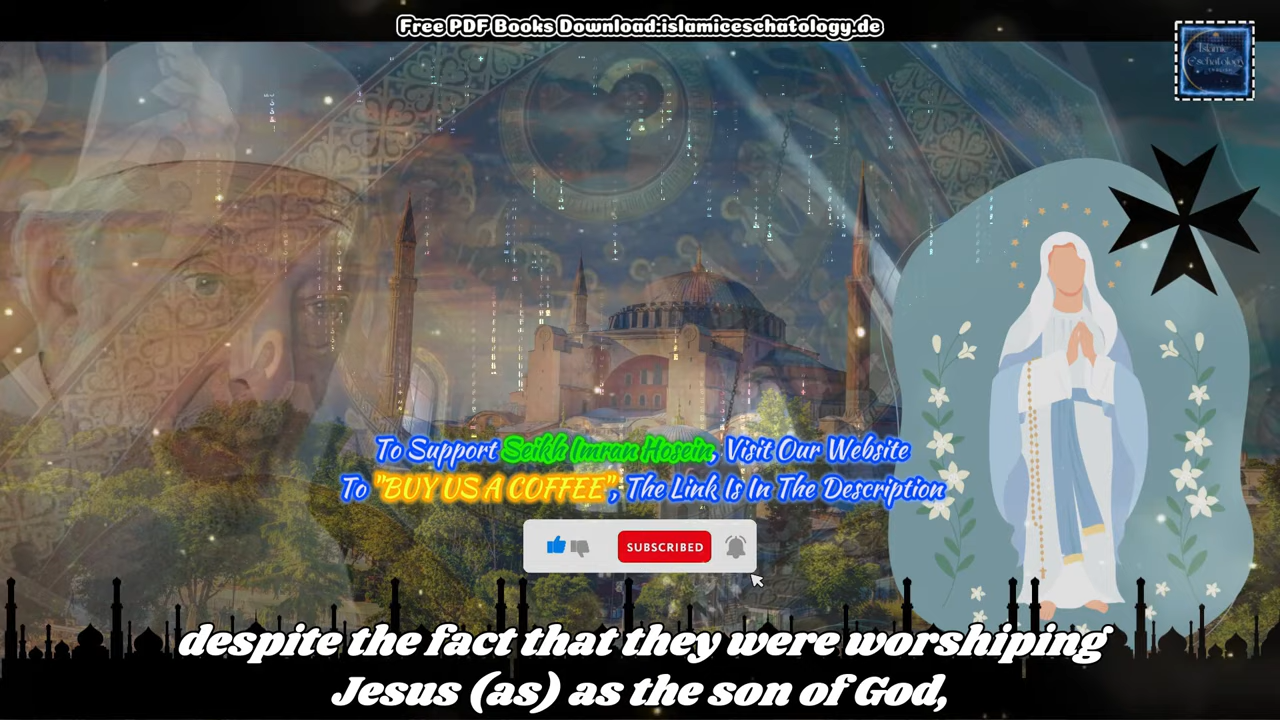 Free PDF Books Download:islamiceschatology.de
Islamic
Eschatology
To Support Seikh Imran Hosein, Visit Our Website
To "BUY US A COFFEE", The Link Is In The Description
SUBSCRIBED
despite the fact that they were worshiping
Jesus (as) as the son of God,